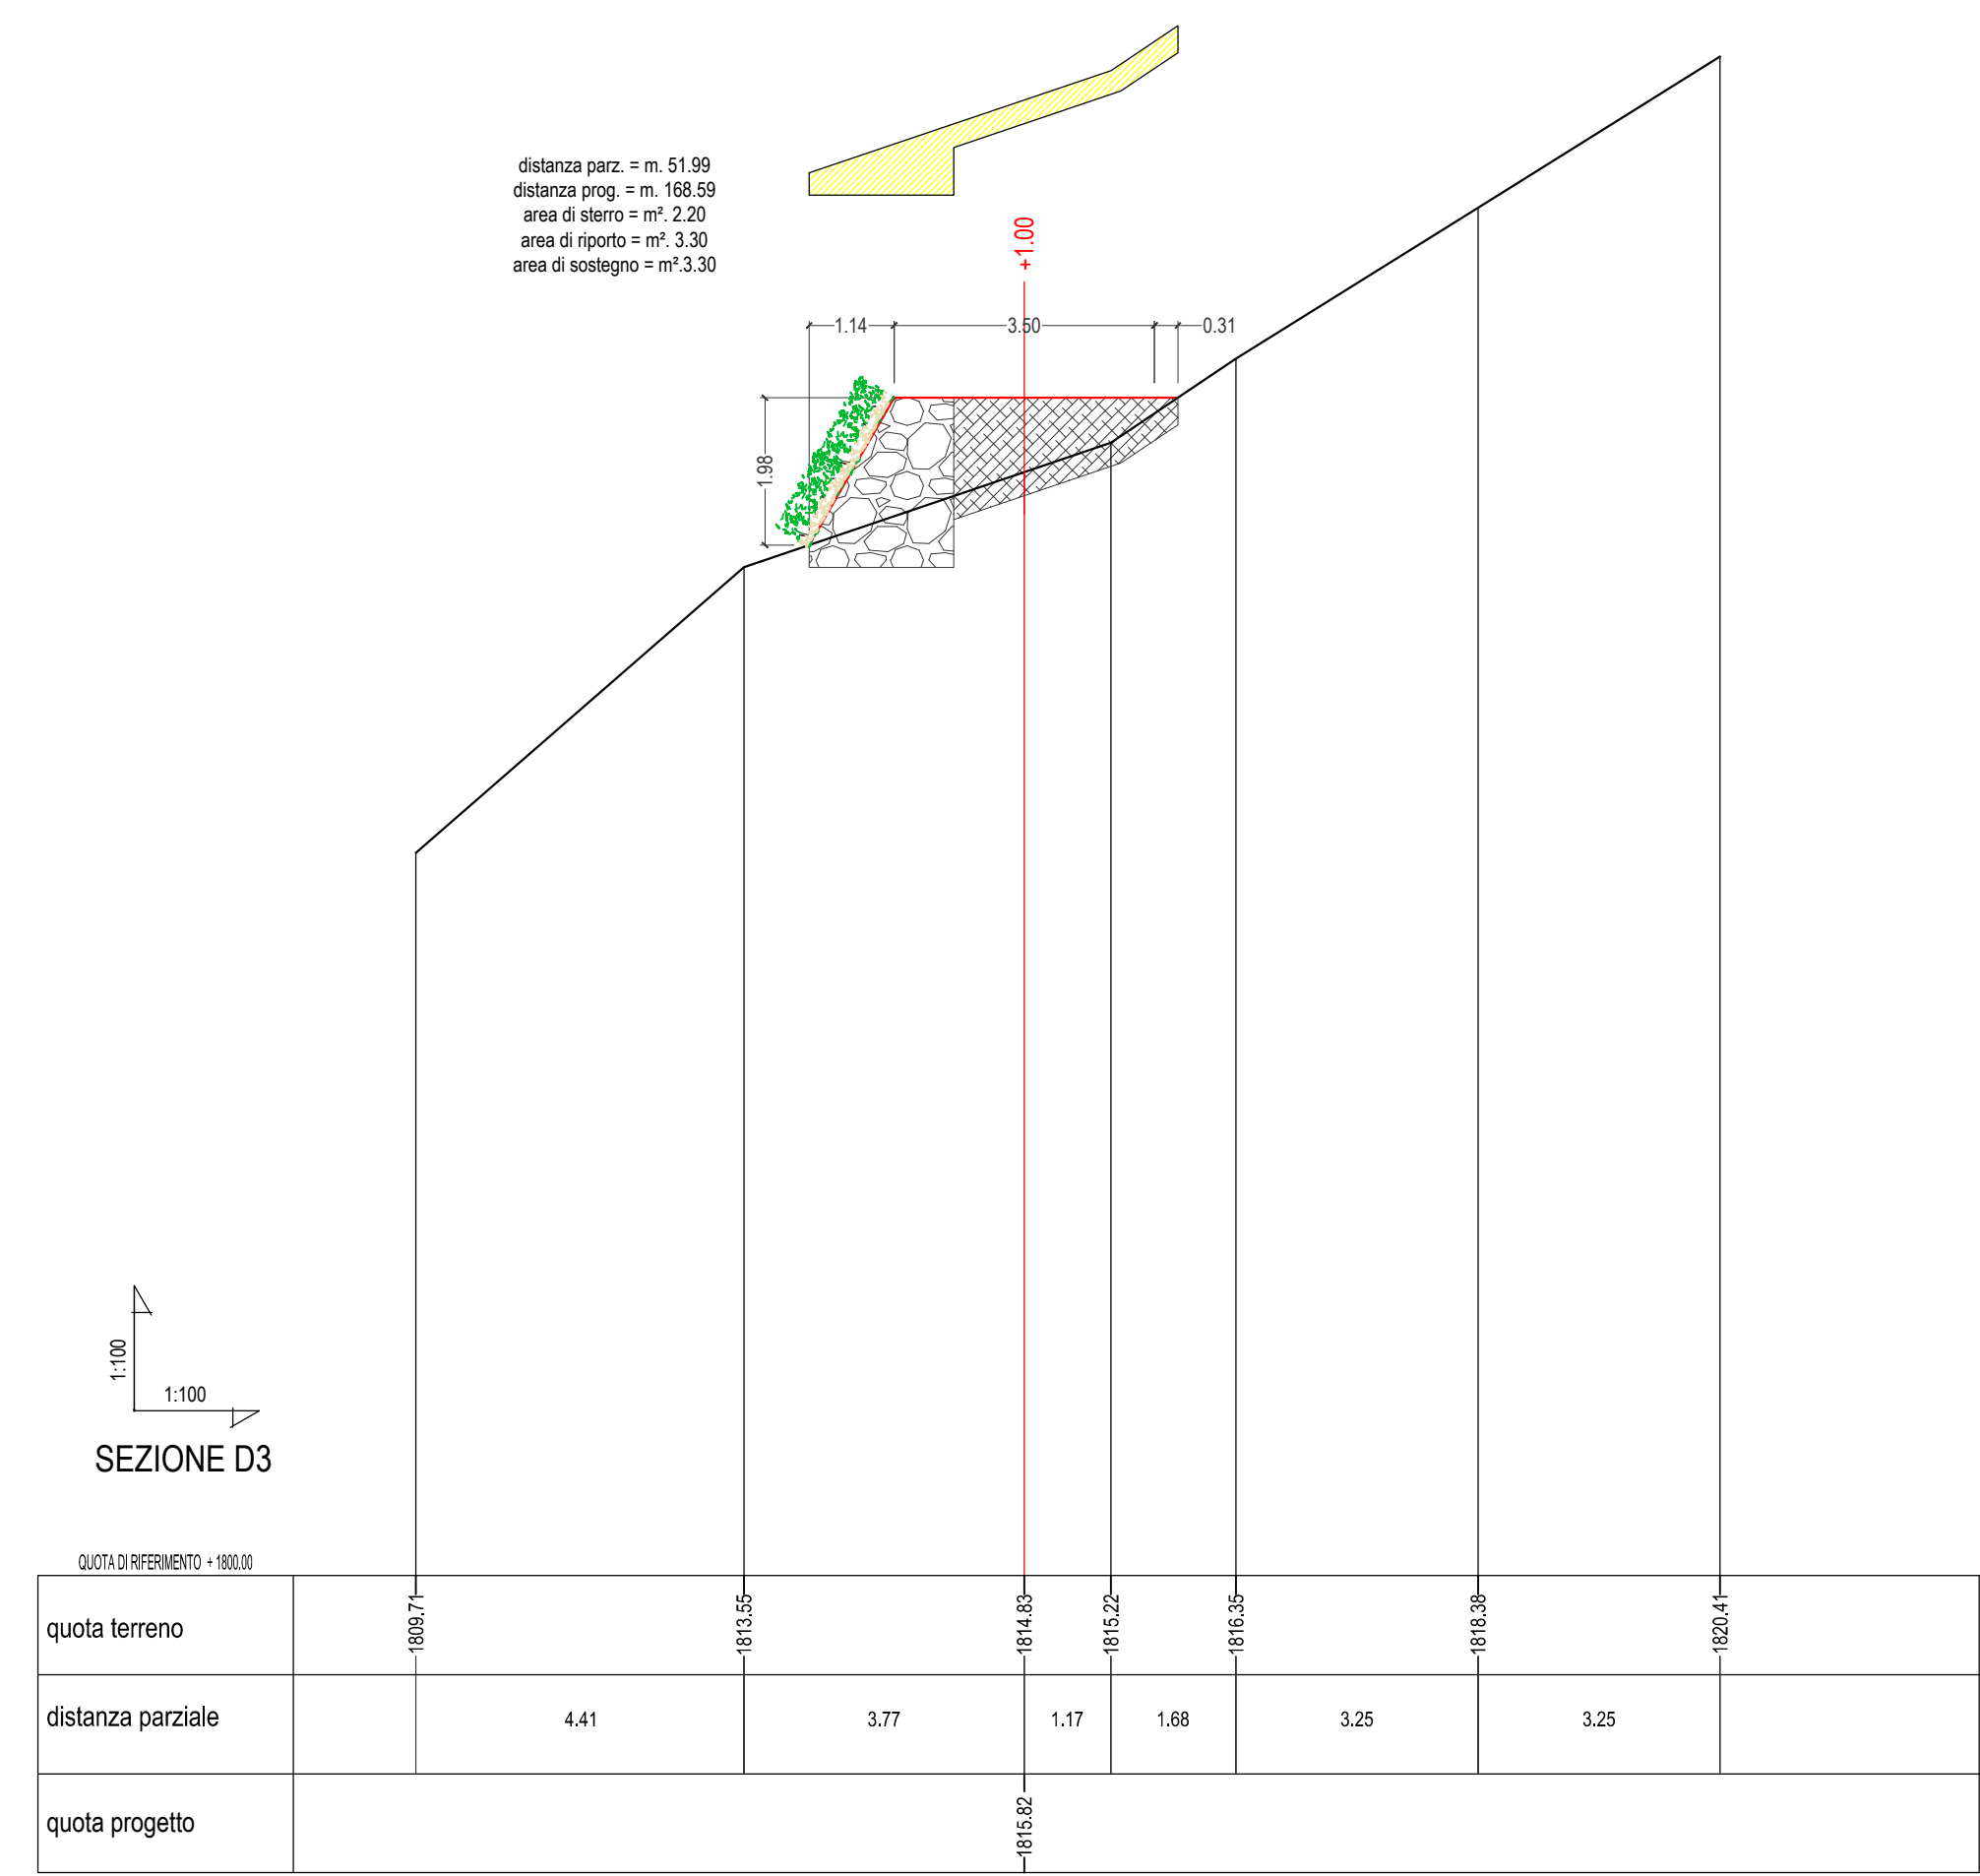 distanza parz. = m. 51.99
distanza prog. = m. 168.59
area di sterro = m². 2.20
area di riporto = m². 3.30
area di sostegno = m².3.30
+1.00
1.14
3.50
0.31
1.98
1:100
1:100
SEZIONE D3
QUOTA DI RIFERIMENTO + 1800.00
quota terreno
1809.71
1813.55
1814.83
1815.22
1816.35
1818.38
1820.41
distanza parziale
4.41
3.77
1.17
1.68
3.25
3.25
quota progetto
1815.82